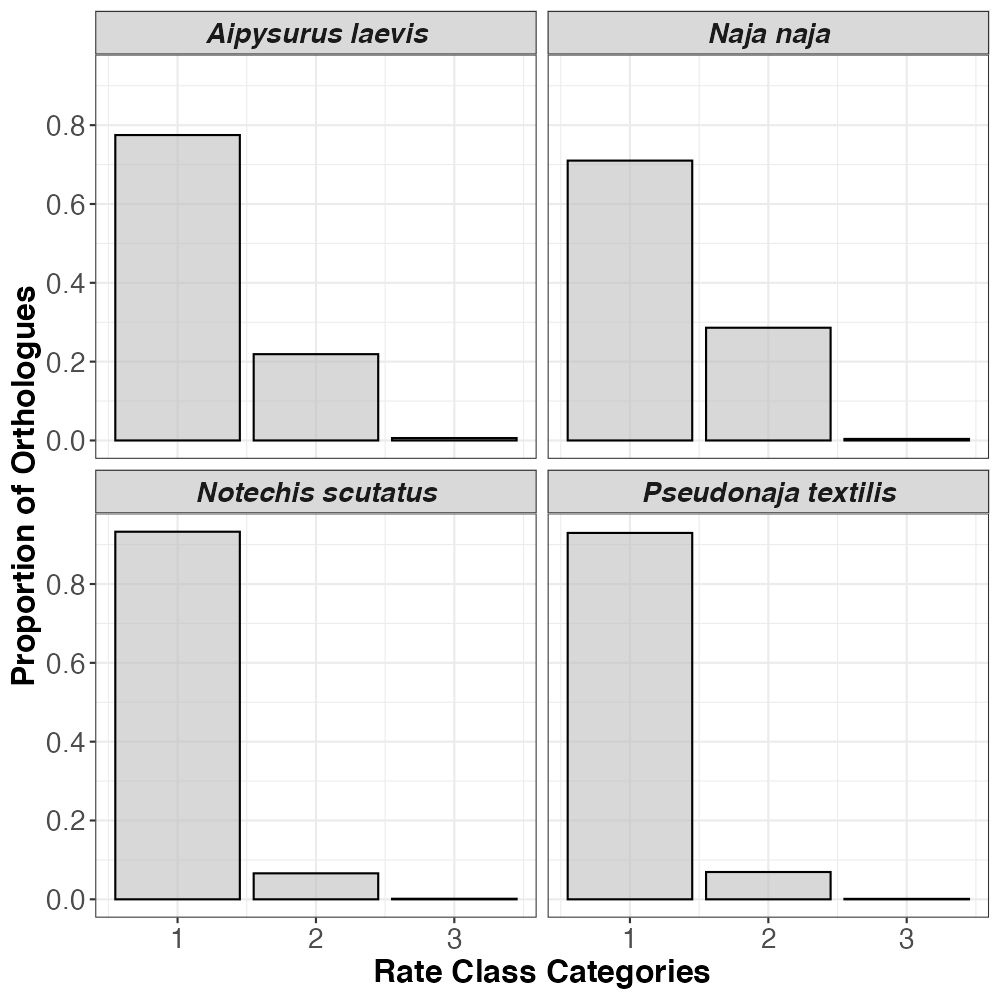 Aipysurus laevis
Naja naja
0.8
0.6
0.4
0.2
0.0
Notechis scutatus
Pseudonaja textilis
0.8
0.6
0.4
0.2
0.0
1 2 3
1 2 3
Rate Class Categories
Proportion of Orthologues